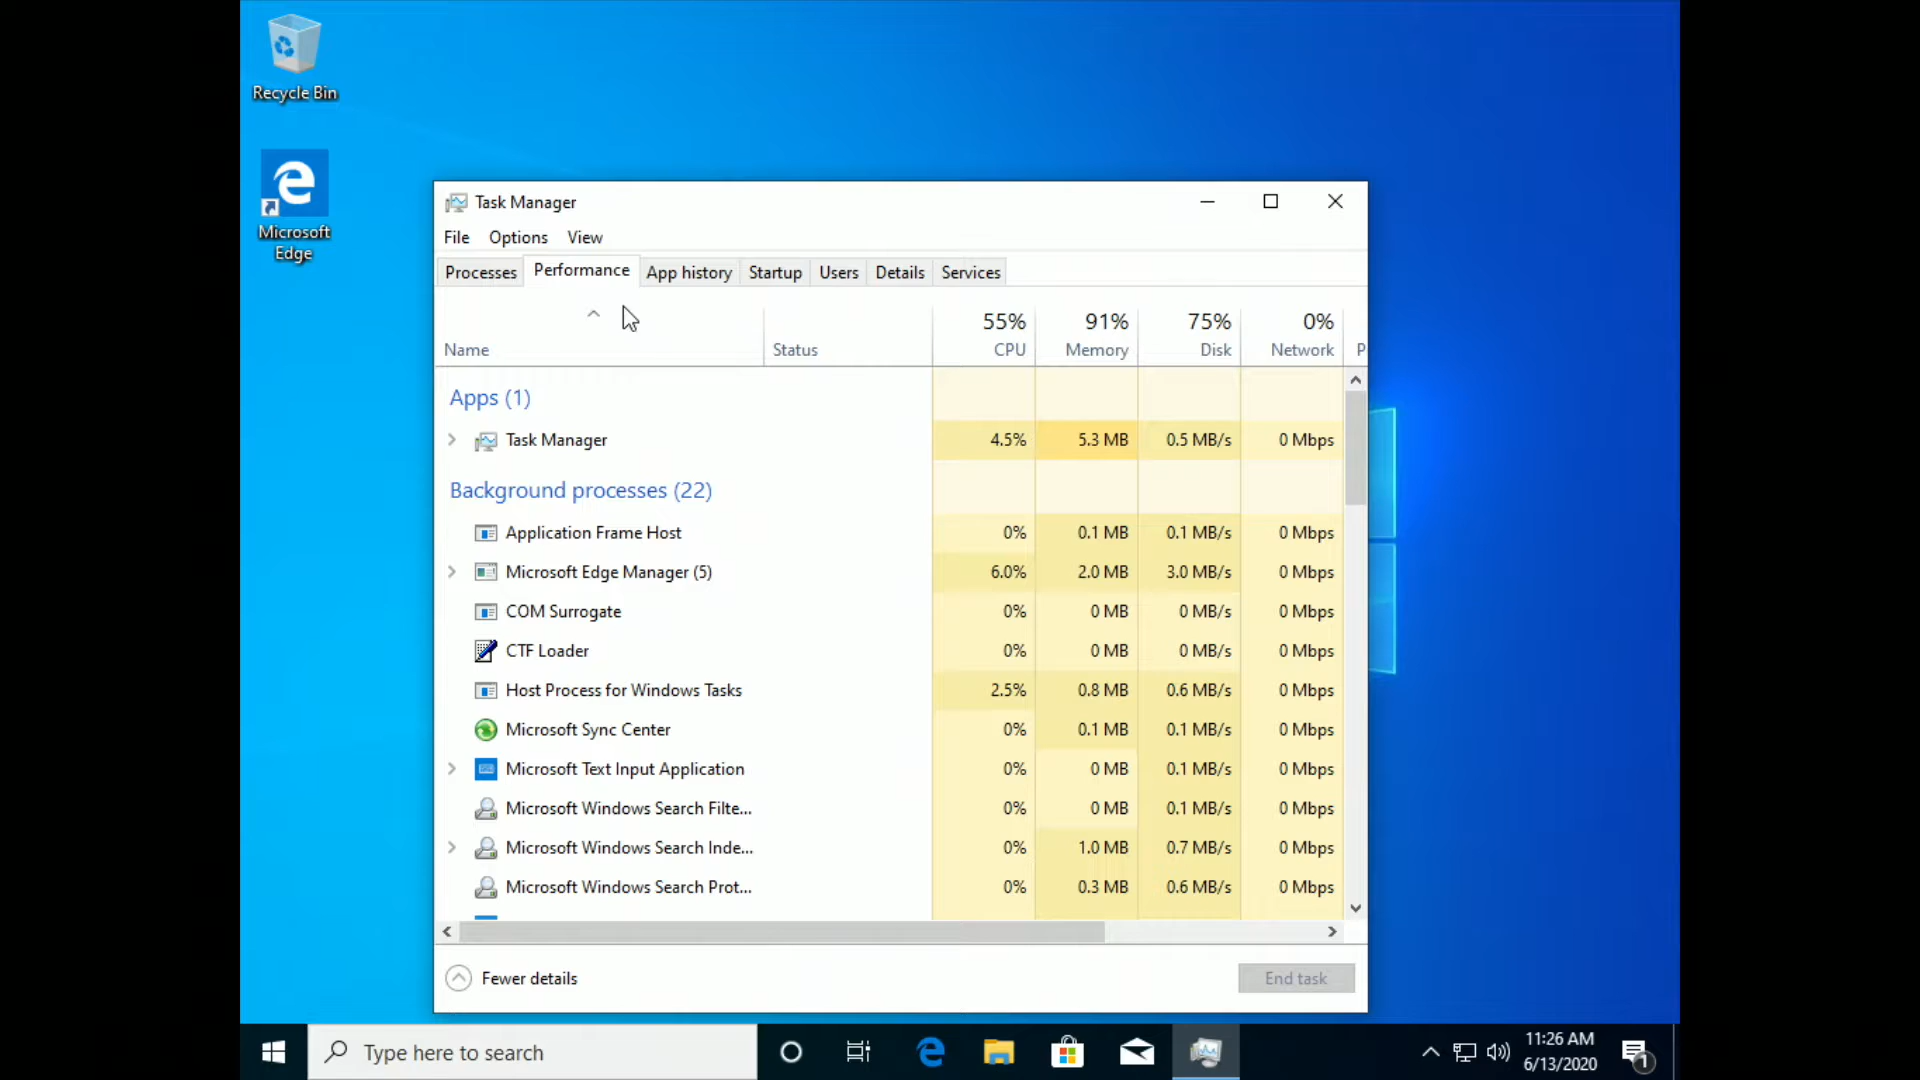 Recycle Bin
Microsoft
Edge
Task Manager
File Options View
Processes Performance App history Startup Users Details Services
55% 91% 75% 0%
Name Status CPU Memory Disk Network P
Apps (1)
Task Manager 4.5% 5.3 MB 0.5 MB/s 0 Mbps
Background processes (22)
Application Frame Host 0% 0.1 MB 0.1 MB/s 0 Mbps
Microsoft Edge Manager (5) 6.0% 2.0 MB 3.0 MB/s 0 Mbps
COM Surrogate 0% 0 MB 0 MB/s 0 Mbps
CTF Loader 0% 0 MB 0 MB/s 0 Mbps
Host Process for Windows Tasks 2.5% 0.8 MB 0.6 MB/s 0 Mbps
Microsoft Sync Center 0% 0.1 MB 0.1 MB/s 0 Mbps
Microsoft Text Input Application 0% 0 MB 0.1 MB/s 0 Mbps
Microsoft Windows Search Filte... 0% 0 MB 0.1 MB/s 0 Mbps
Microsoft Windows Search Inde... 0% 1.0 MB 0.7 MB/s 0 Mbps
Microsoft Windows Search Prot... 0% 0.3 MB 0.6 MB/s 0 Mbps
Fewer details End task
Type here to search
11:26 AM
6/13/2020
1